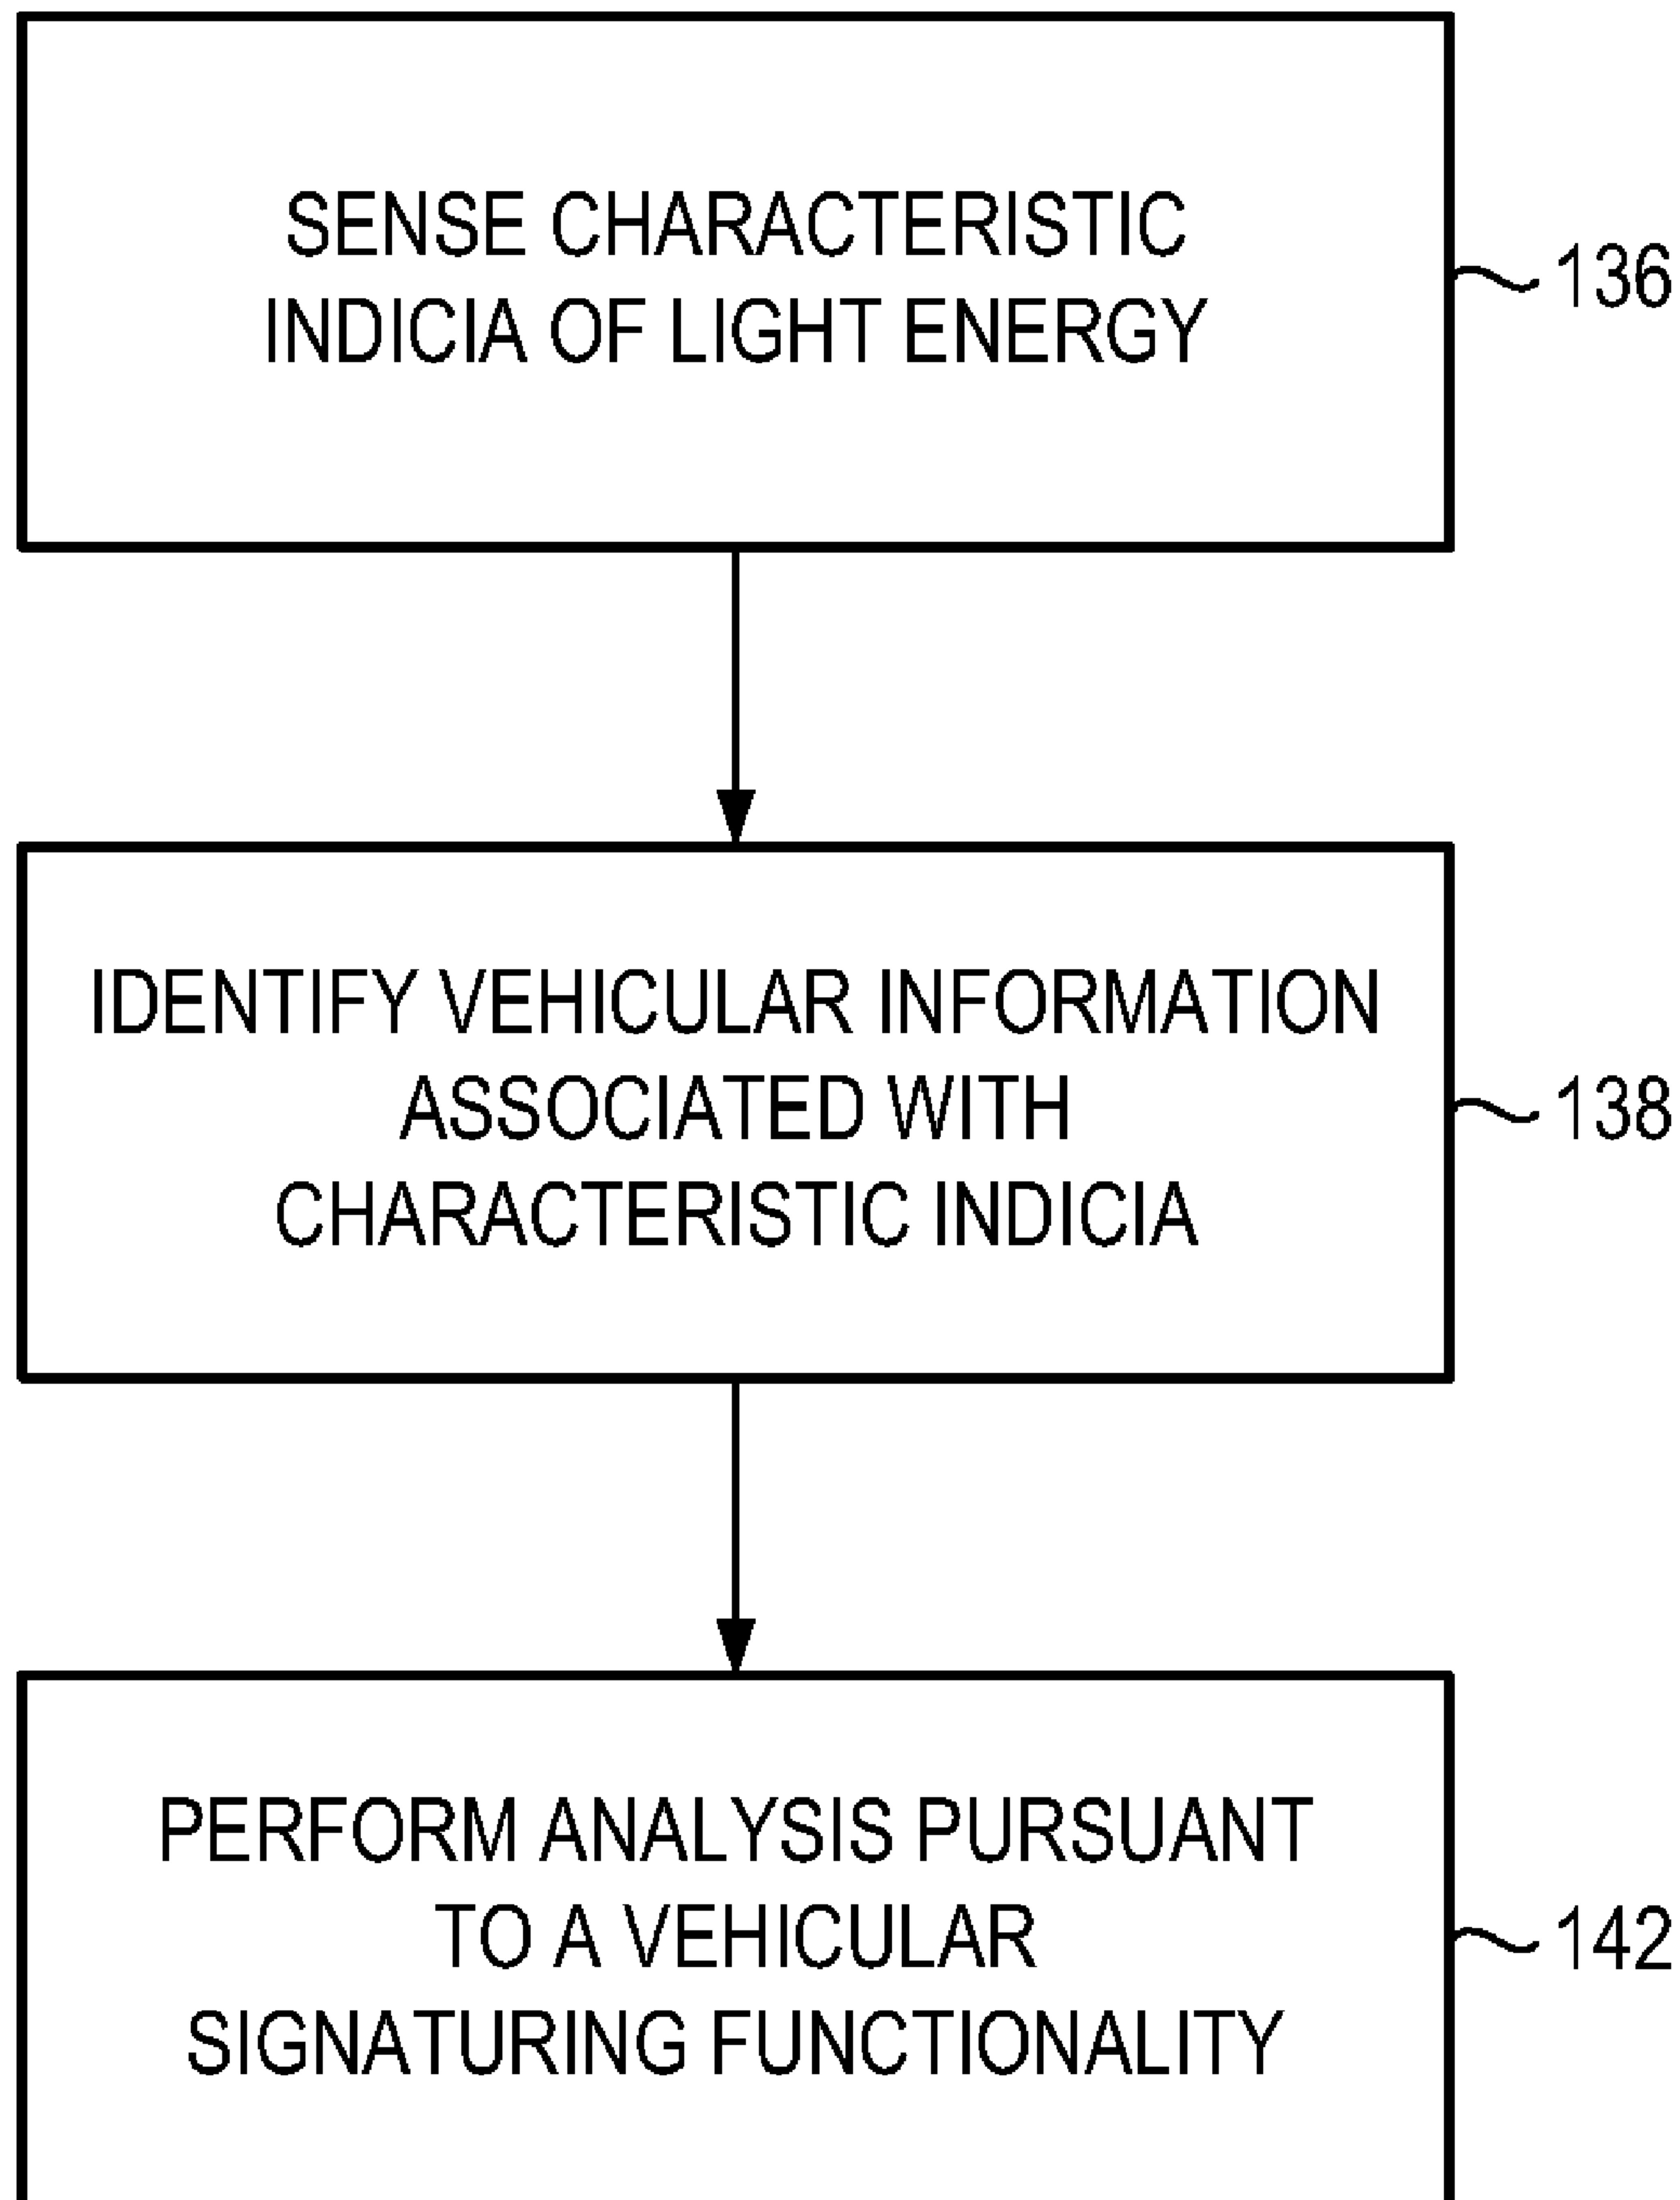 SENSE CHARACTERISTIC
INDICIA OF LIGHT ENERGY
136
IDENTIFY VEHICULAR INFORMATION
ASSOCIATED WITH
CHARACTERISTIC INDICIA
138
PERFORM ANALYSIS PURSUANT
TO A VEHICULAR
SIGNATURING FUNCTIONALITY
142